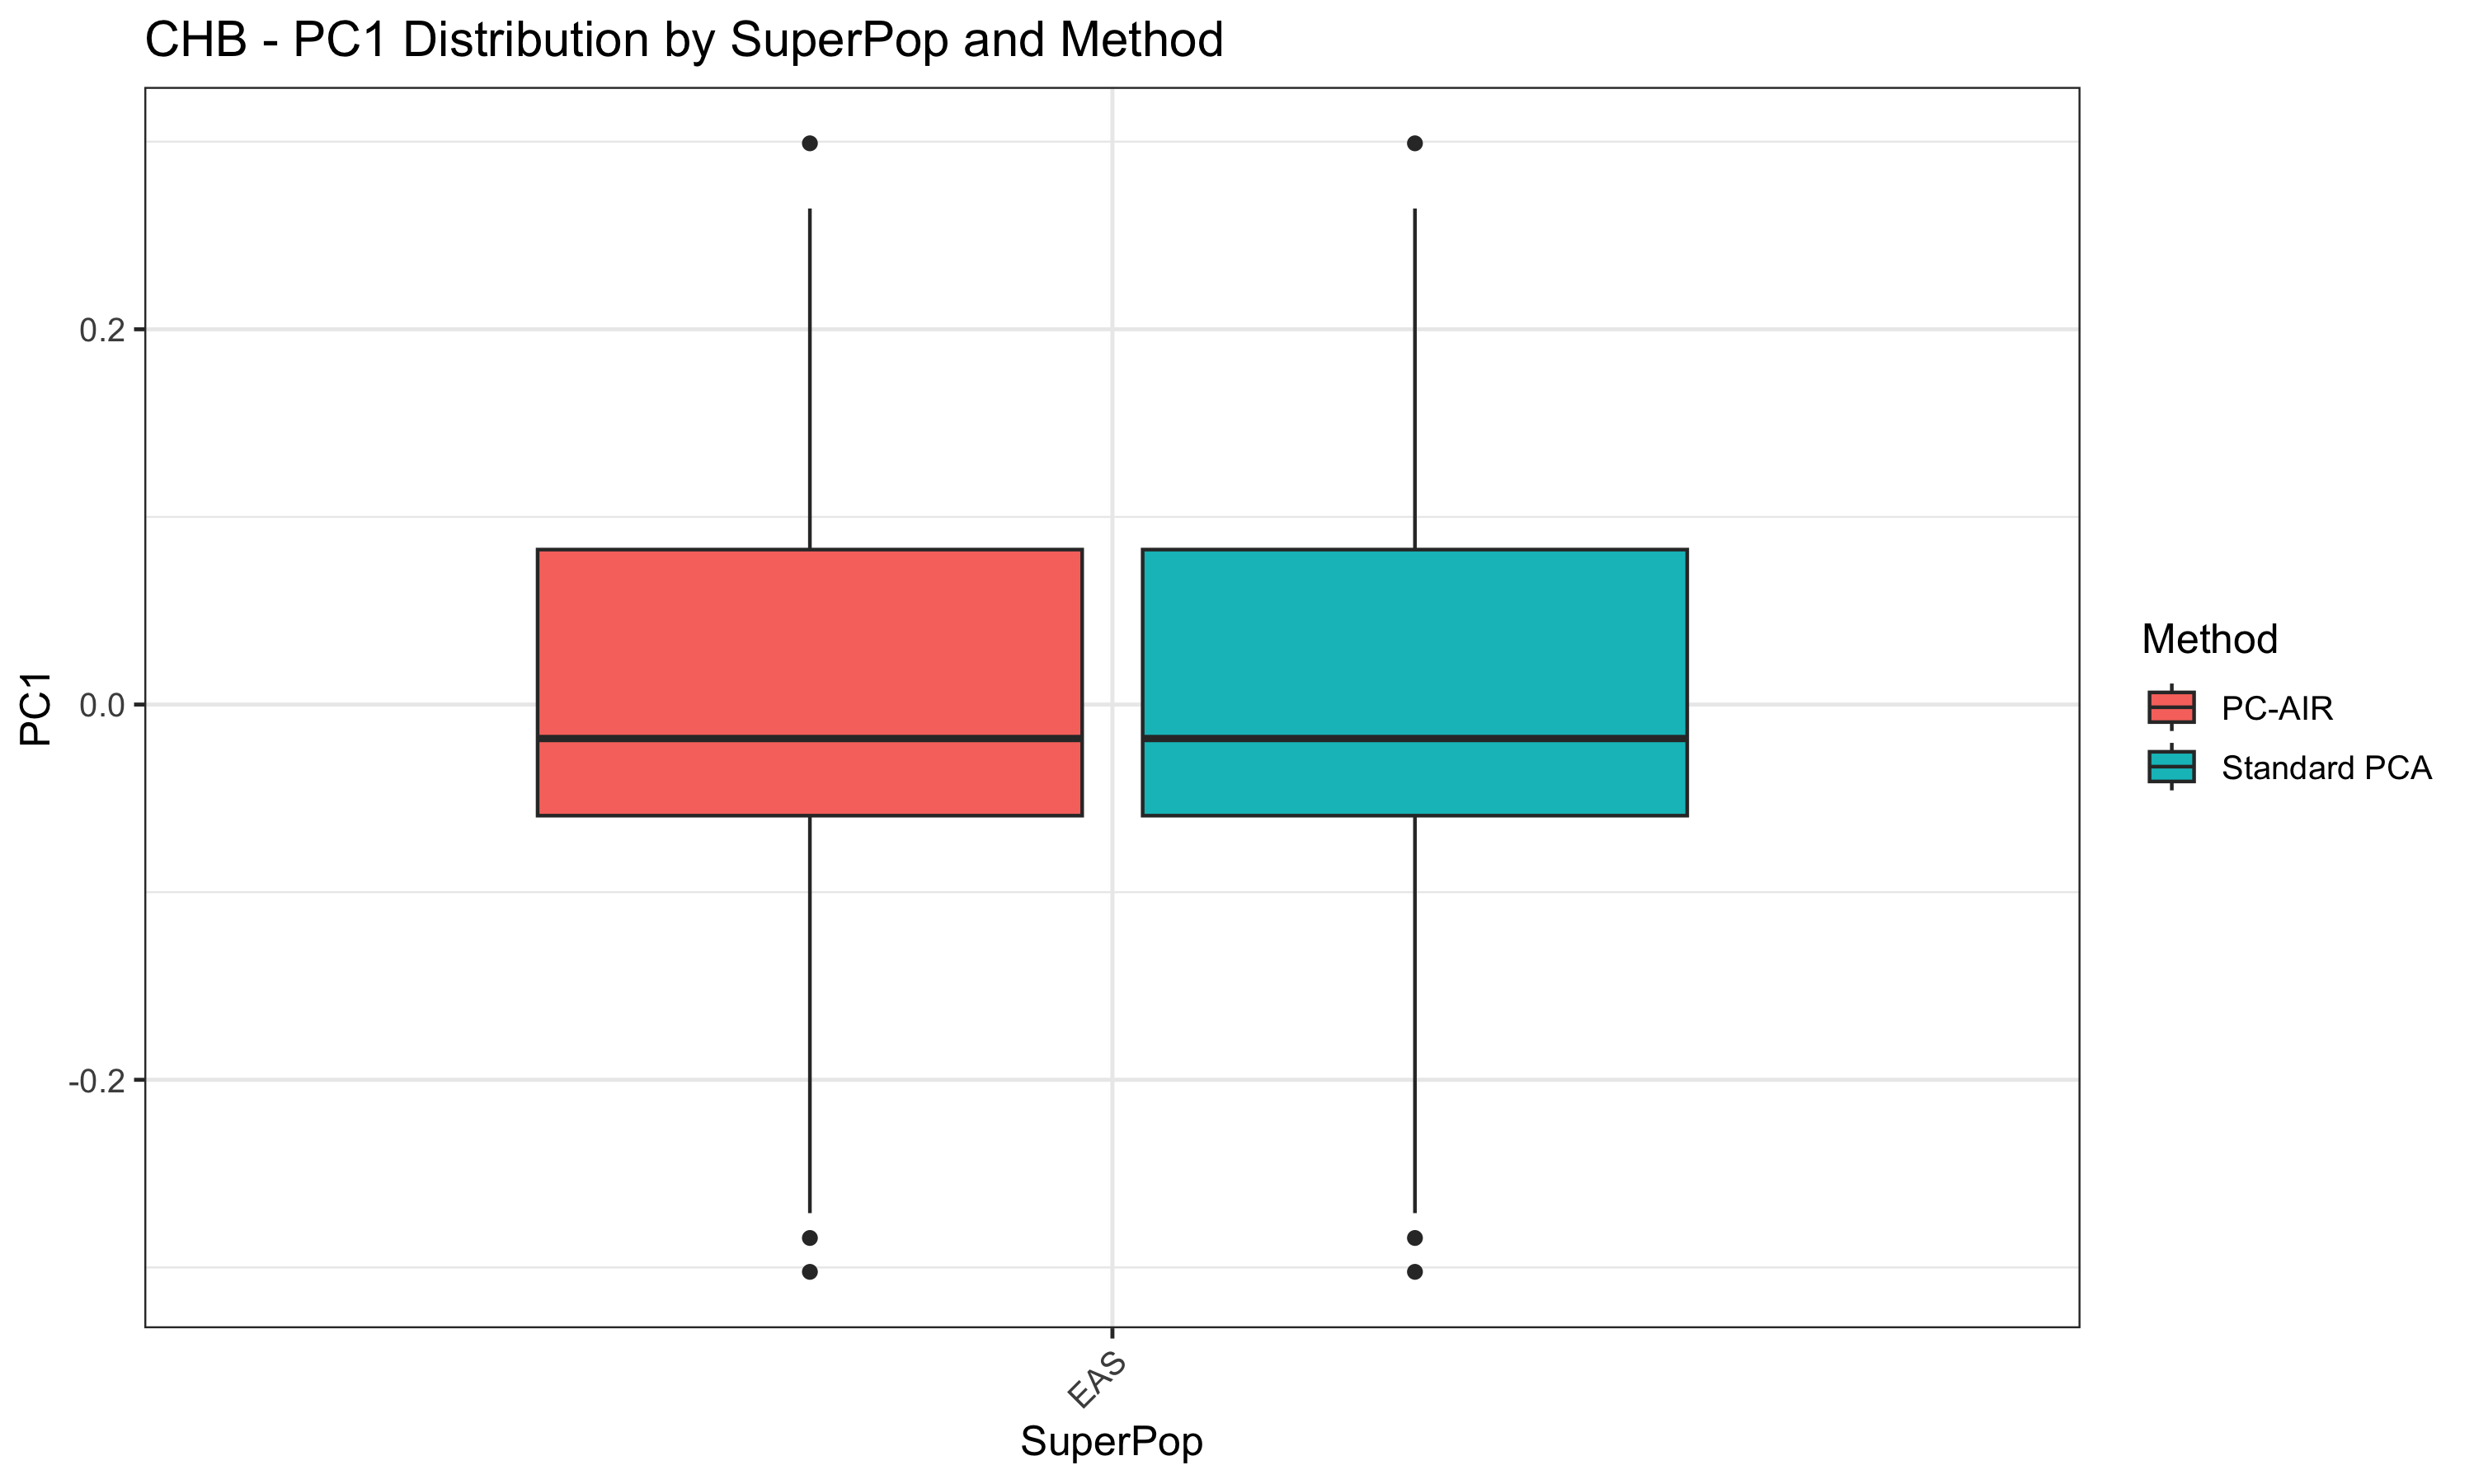 CHB - PC1 Distribution by SuperPop and Method
PC1
0.2
0.0
-0.2
EAS
SuperPop
Method
PC-AIR
Standard PCA